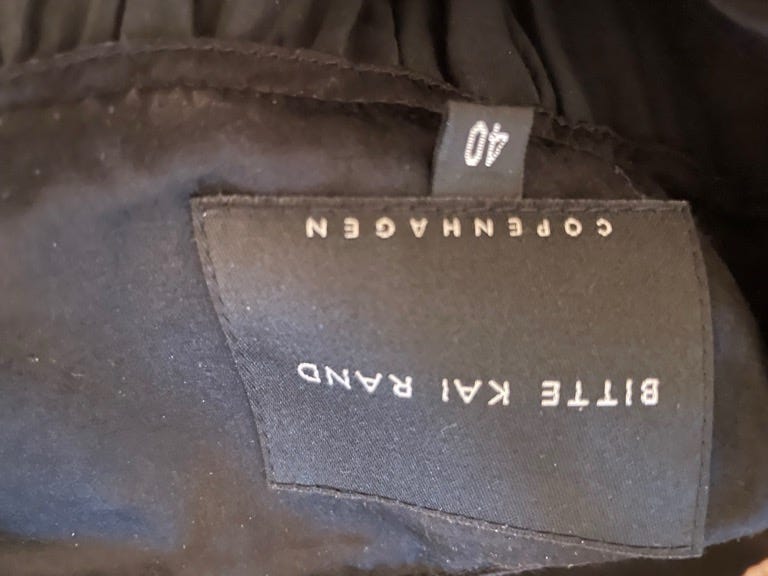 BITTE KAI RAND
COPENHAGEN
40